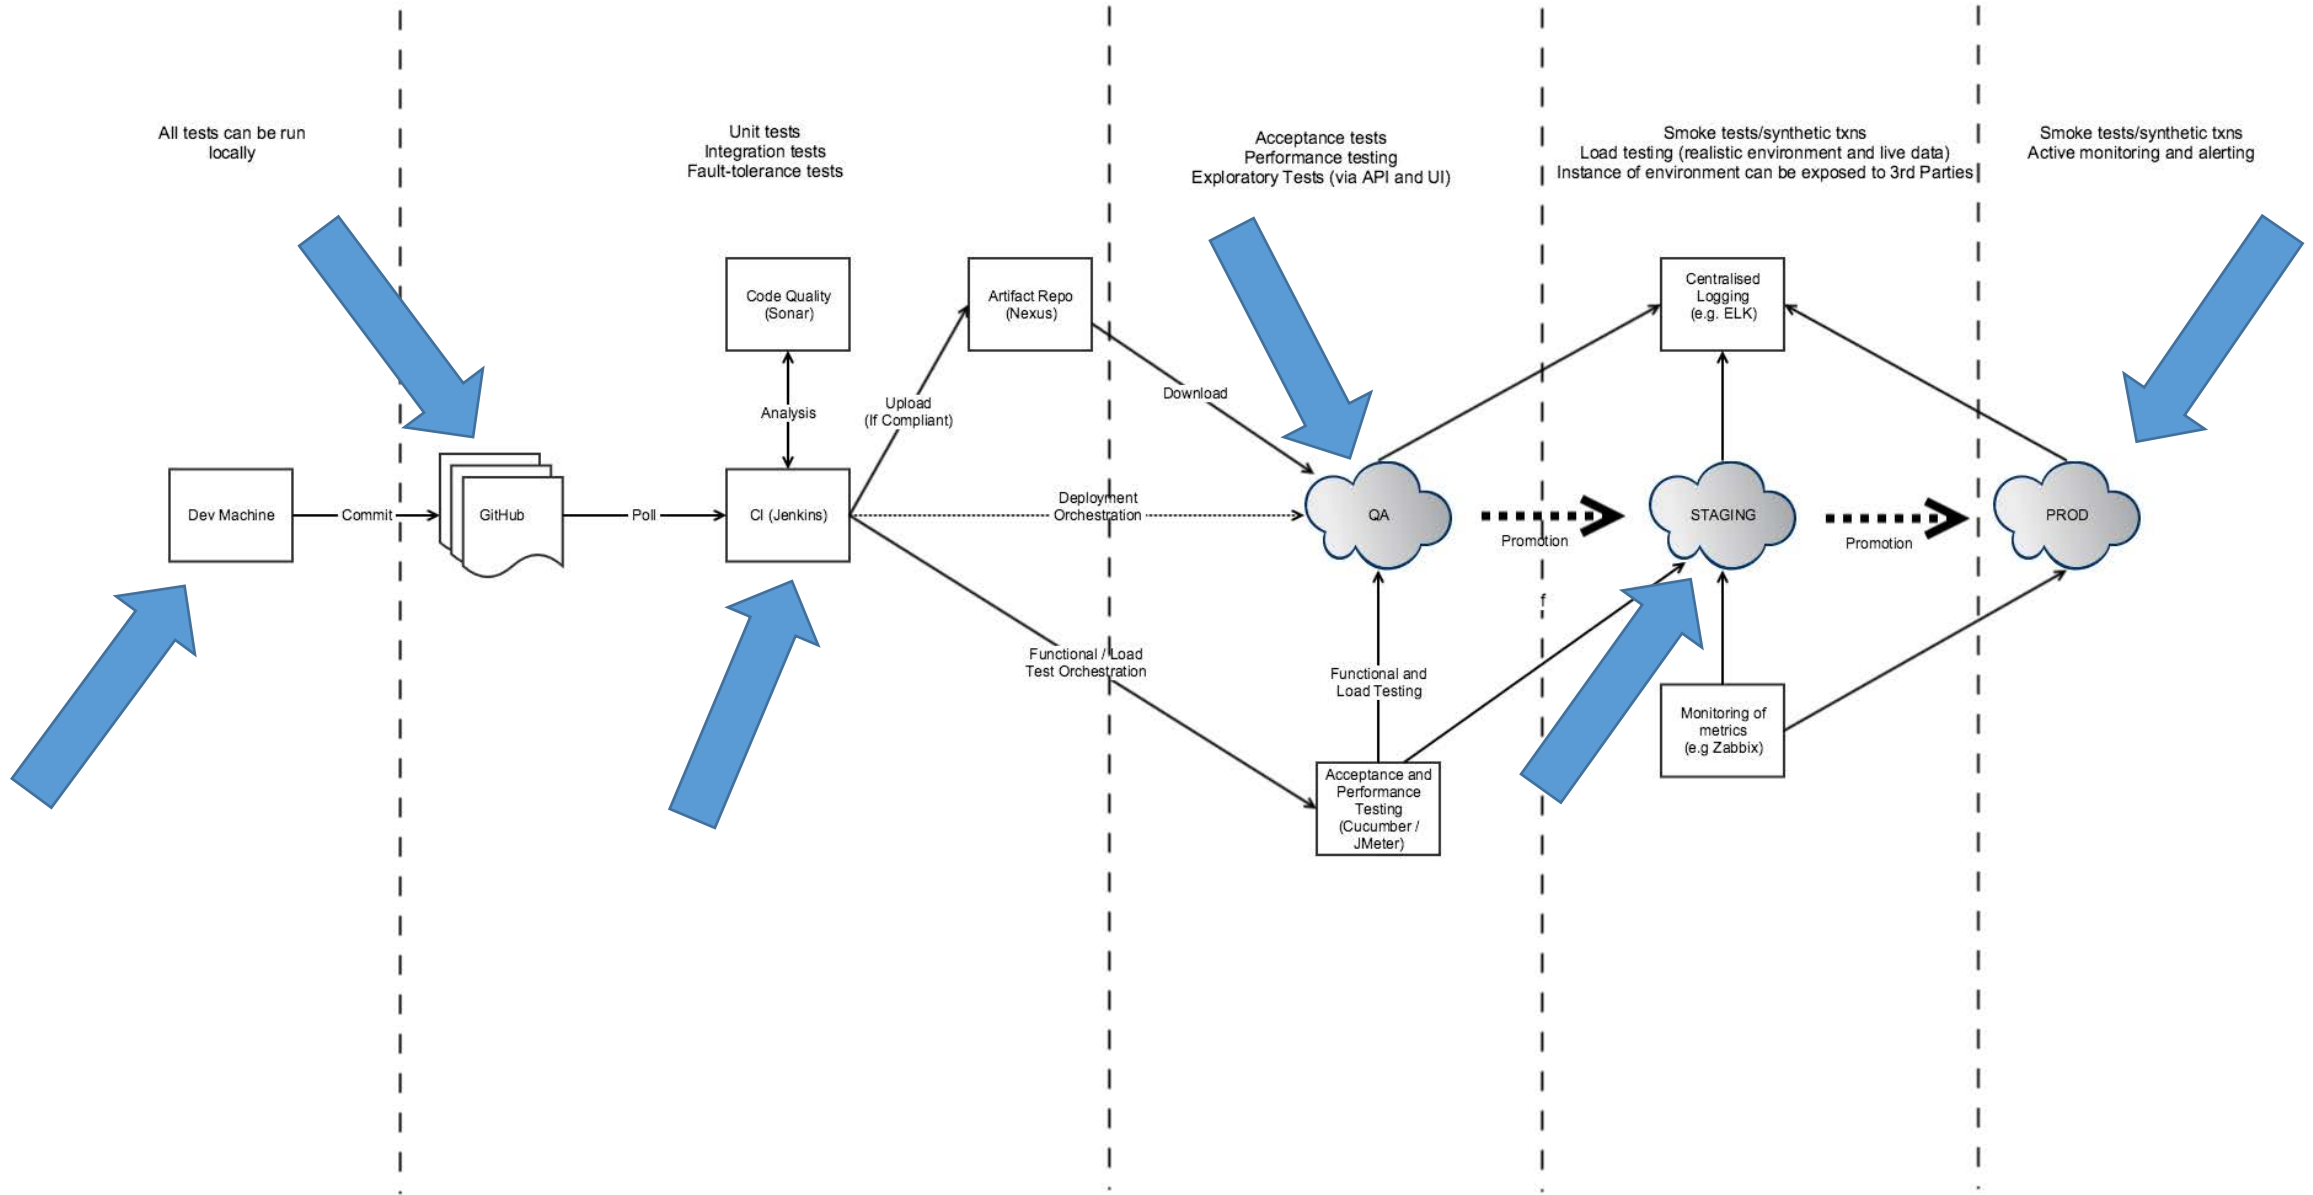 All tests can be run
locally
Unit tests
Integration tests
Fault-tolerance tests
Acceptance tests
Performance testing
Exploratory Tests (via API and UI)
Smoke tests/synthetic txns
Load testing (realistic environment and live data)
Instance of environment can be exposed to 3rd Parties
Smoke tests/synthetic txns
Active monitoring and alerting
Code Quality
(Sonar)
Artifact Repo
(Nexus)
Centralised
Logging
(e.g. ELK)
Analysis
Upload
(If Compliant)
Download
Dev Machine
Commit
GitHub
Poll
CI (Jenkins)
Deployment
Orchestration
QA
Promotion
STAGING
Promotion
PROD
f
Functional / Load
Test Orchestration
Functional and
Load Testing
Monitoring of
metrics
(e.g Zabbix)
Acceptance and
Performance
Testing
(Cucumber /
JMeter)